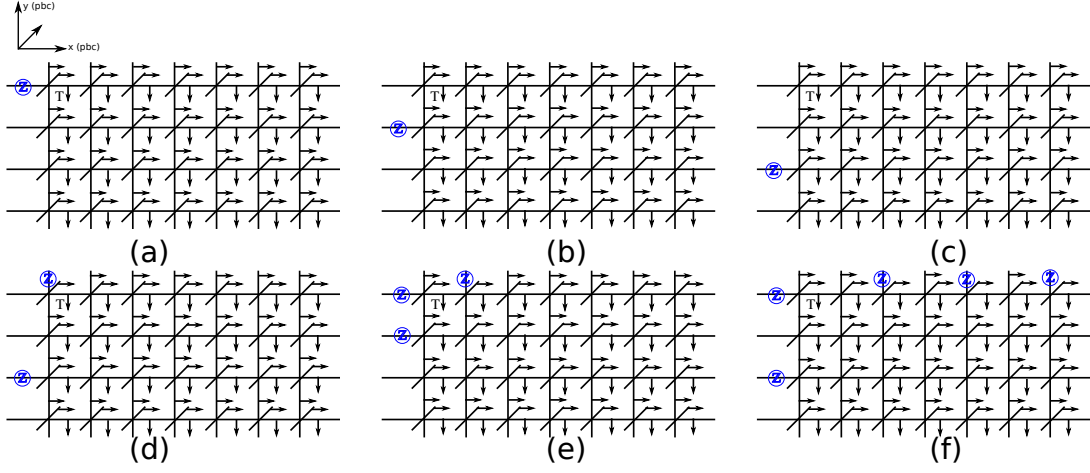 y (pbc)
x (pbc)
Z
T
T
Z
T
Z
(a) (b) (c)
Z
Z Z Z Z
Z Z
T T T
Z
Z Z
(d) (e) (f)